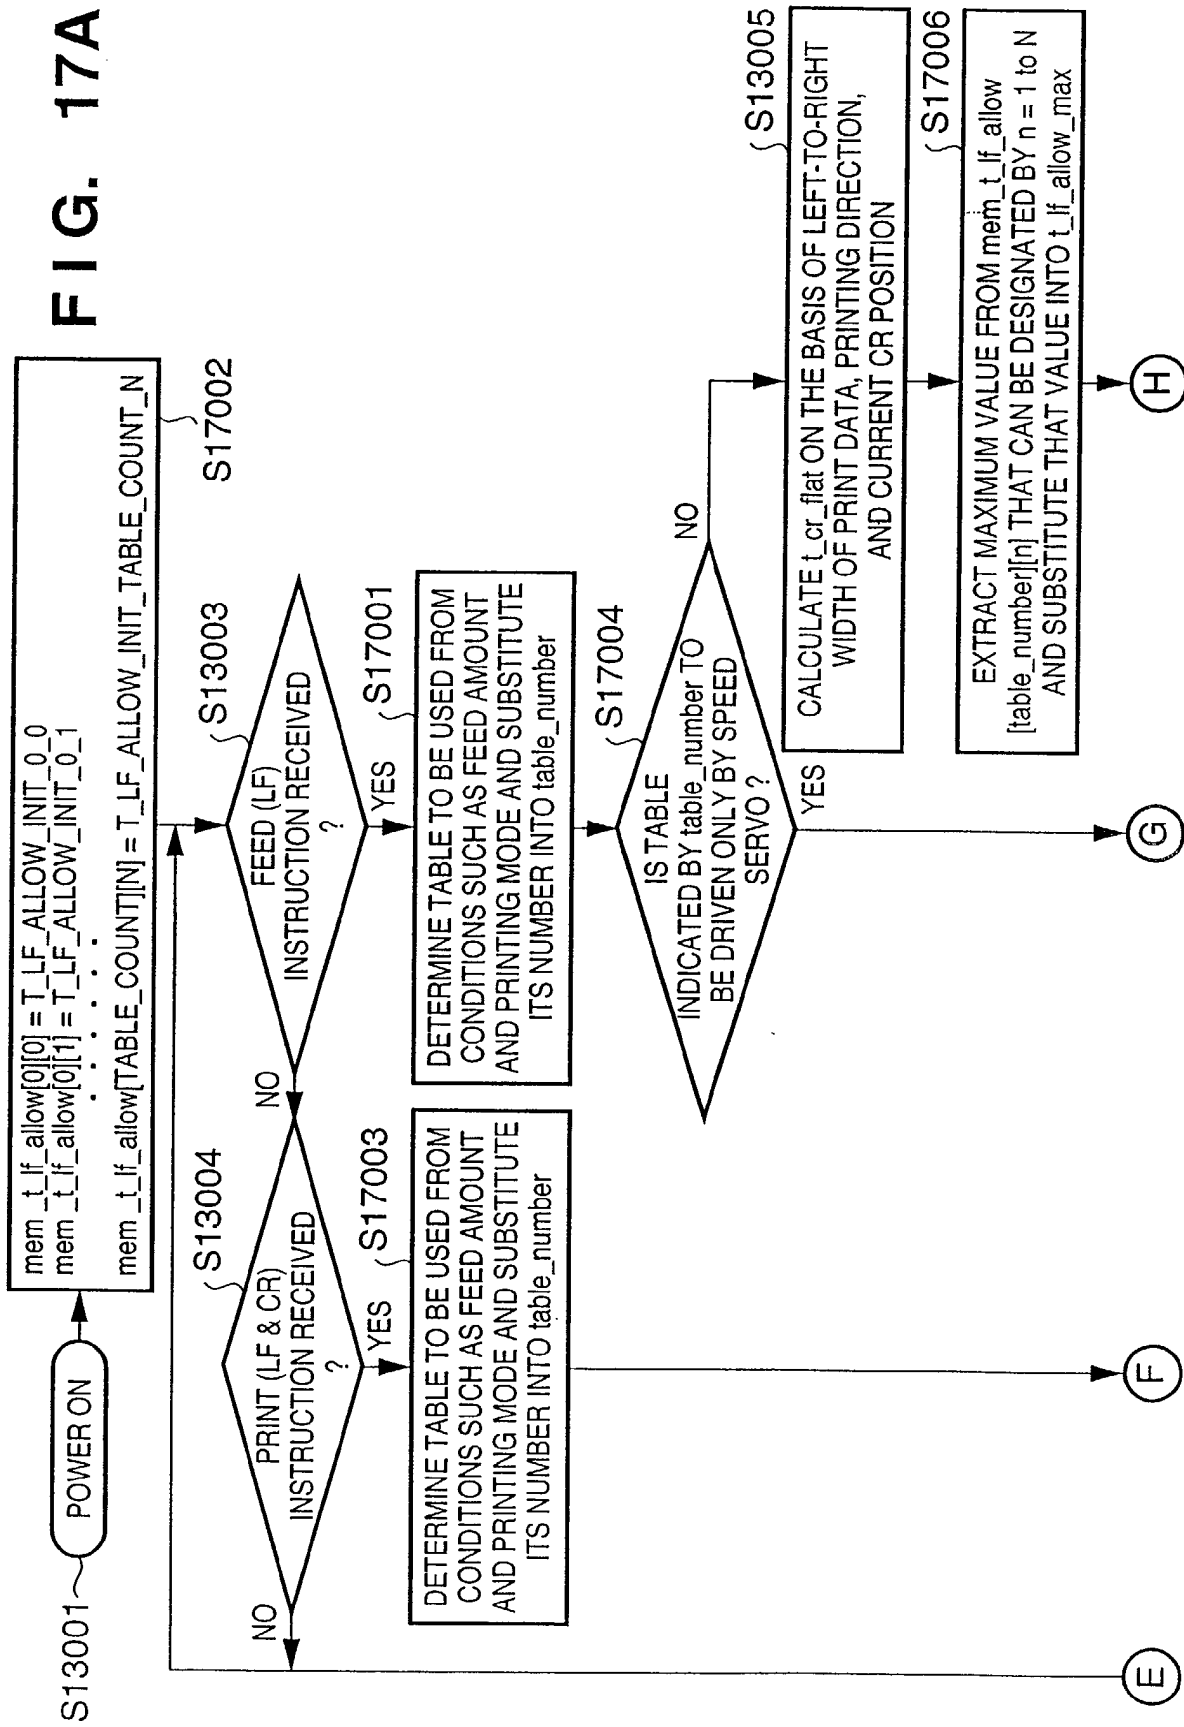 FIG. 17A
S13001
POWER ON
mem_t_lf_allow[0][0] = T_LF_ALLOW_INIT_0_0
mem_t_lf_allow[0][1] = T_LF_ALLOW_INIT_0_1
. . . . . .
mem_t_lf_allow[TABLE_COUNT][N] = T_LF_ALLOW_INIT_TABLE_COUNT_N
S17002
S13003
FEED (LF)
INSTRUCTION RECEIVED
?
NO
YES
S13004
PRINT (LF & CR)
INSTRUCTION RECEIVED
?
NO
YES
S17003
DETERMINE TABLE TO BE USED FROM
CONDITIONS SUCH AS FEED AMOUNT
AND PRINTING MODE AND SUBSTITUTE
ITS NUMBER INTO table_number
S17001
DETERMINE TABLE TO BE USED FROM
CONDITIONS SUCH AS FEED AMOUNT
AND PRINTING MODE AND SUBSTITUTE
ITS NUMBER INTO table_number
S17004
IS TABLE
INDICATED BY table_number TO
BE DRIVEN ONLY BY SPEED
SERVO ?
NO
YES
S13005
CALCULATE t_cr_flat ON THE BASIS OF LEFT-TO-RIGHT
WIDTH OF PRINT DATA, PRINTING DIRECTION,
AND CURRENT CR POSITION
S17006
EXTRACT MAXIMUM VALUE FROM mem_t_lf_allow
[table_number][n] THAT CAN BE DESIGNATED BY n = 1 to N
AND SUBSTITUTE THAT VALUE INTO t_lf_allow_max
E
F
G
H